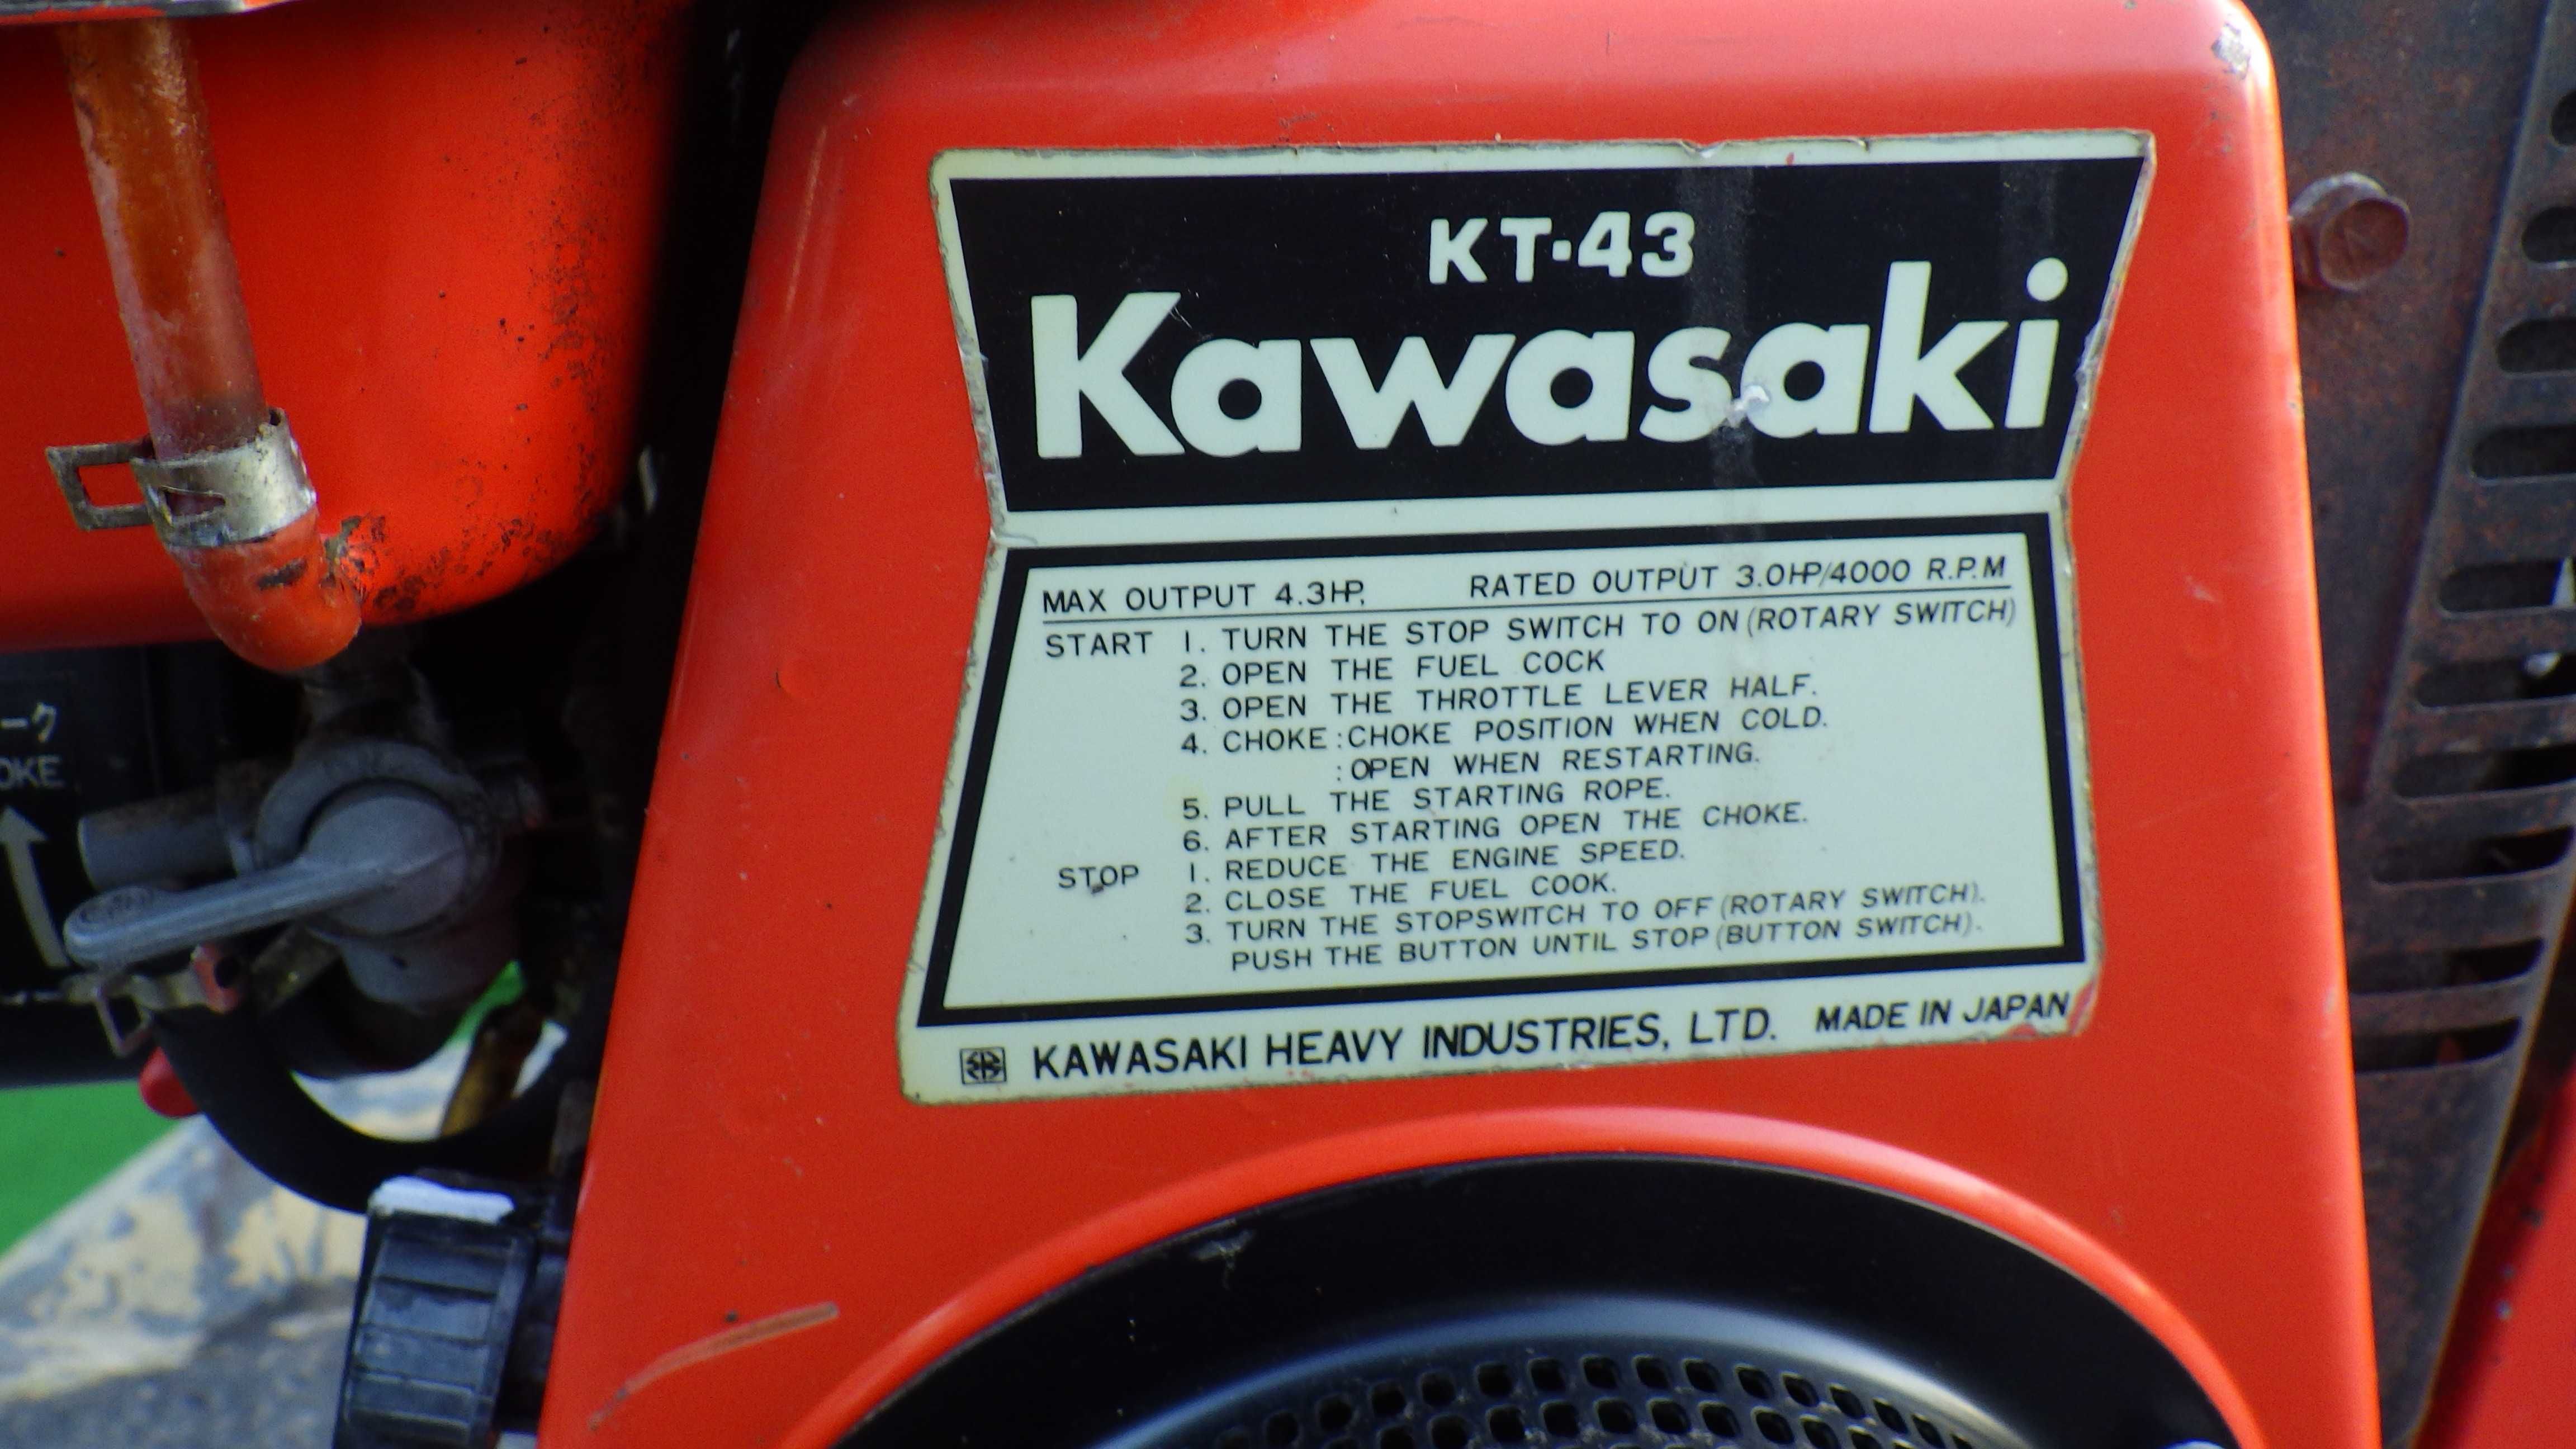 KT·43
Kawasaki
MAX OUTPUT 4.3HP, RATED OUTPUT 3.0HP/4000 R.P.M
START 1. TURN THE STOP SWITCH TO ON (ROTARY SWITCH)
2. OPEN THE FUEL COCK
3. OPEN THE THROTTLE LEVER HALF.
4. CHOKE : CHOKE POSITION WHEN COLD.
: OPEN WHEN RESTARTING.
5. PULL THE STARTING ROPE.
6. AFTER STARTING OPEN THE CHOKE.
STOP 1. REDUCE THE ENGINE SPEED.
2. CLOSE THE FUEL COOK.
3. TURN THE STOPSWITCH TO OFF (ROTARY SWITCH).
PUSH THE BUTTON UNTIL STOP (BUTTON SWITCH).
KAWASAKI HEAVY INDUSTRIES, LTD. MADE IN JAPAN
ーク
OKE